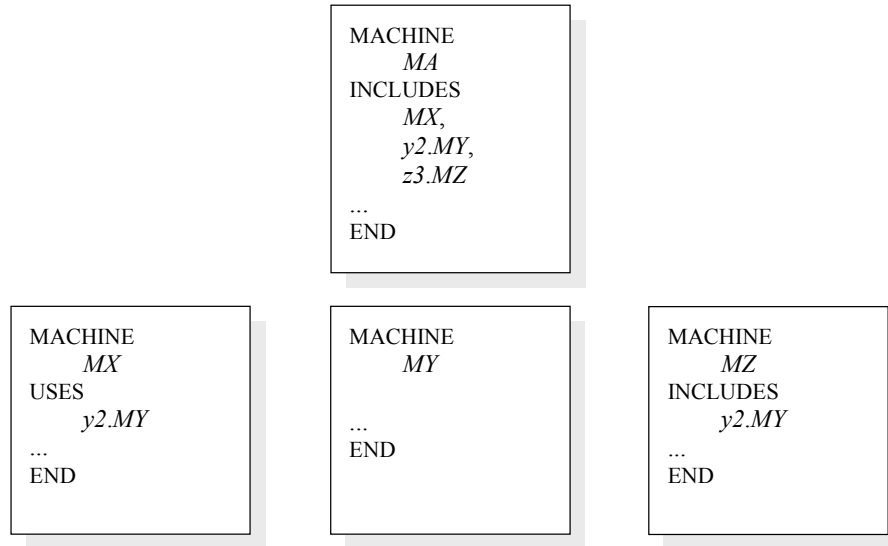 MACHINE
MA
INCLUDES
MX,
y2.MY,
z3.MZ
...
END
MACHINE
MX
USES
y2.MY
...
END
MACHINE
MY
...
END
MACHINE
MZ
INCLUDES
y2.MY
...
END